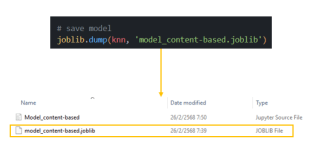 # save model
joblib.dump(knn, 'model_content-based.joblib')
Name Date modified Type
Model_content-based 26/2/2568 7:50 Jupyter Source File
model_content-based.joblib 26/2/2568 7:39 JOBLIB File